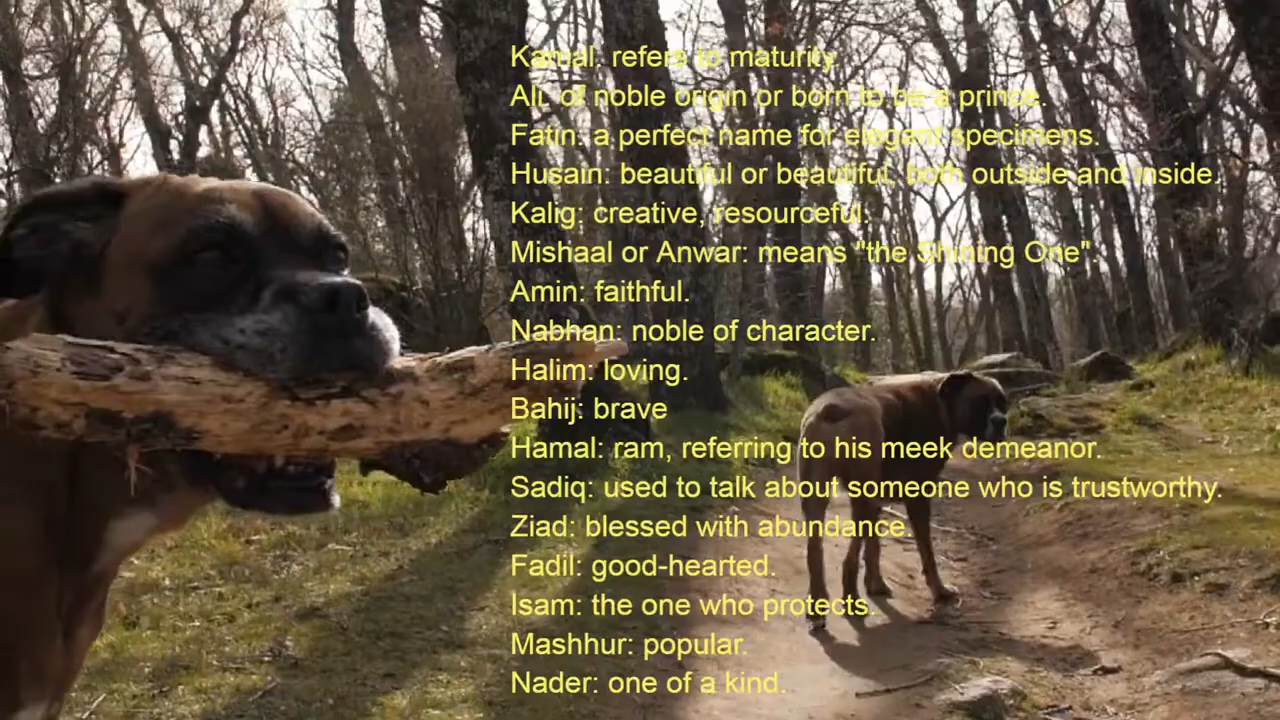 Kamal: refers to maturity.
Ali: of noble origin or born to be a prince.
Fatin: a perfect name for elegant specimens.
Husain: beautiful or beautiful, both outside and inside.
Kalig: creative, resourceful.
Mishaal or Anwar: means "the Shining One".
Amin: faithful.
Nabhan: noble of character.
Halim: loving.
Bahij: brave
Hamal: ram, referring to his meek demeanor.
Sadiq: used to talk about someone who is trustworthy.
Ziad: blessed with abundance.
Fadil: good-hearted.
Isam: the one who protects.
Mashhur: popular.
Nader: one of a kind.